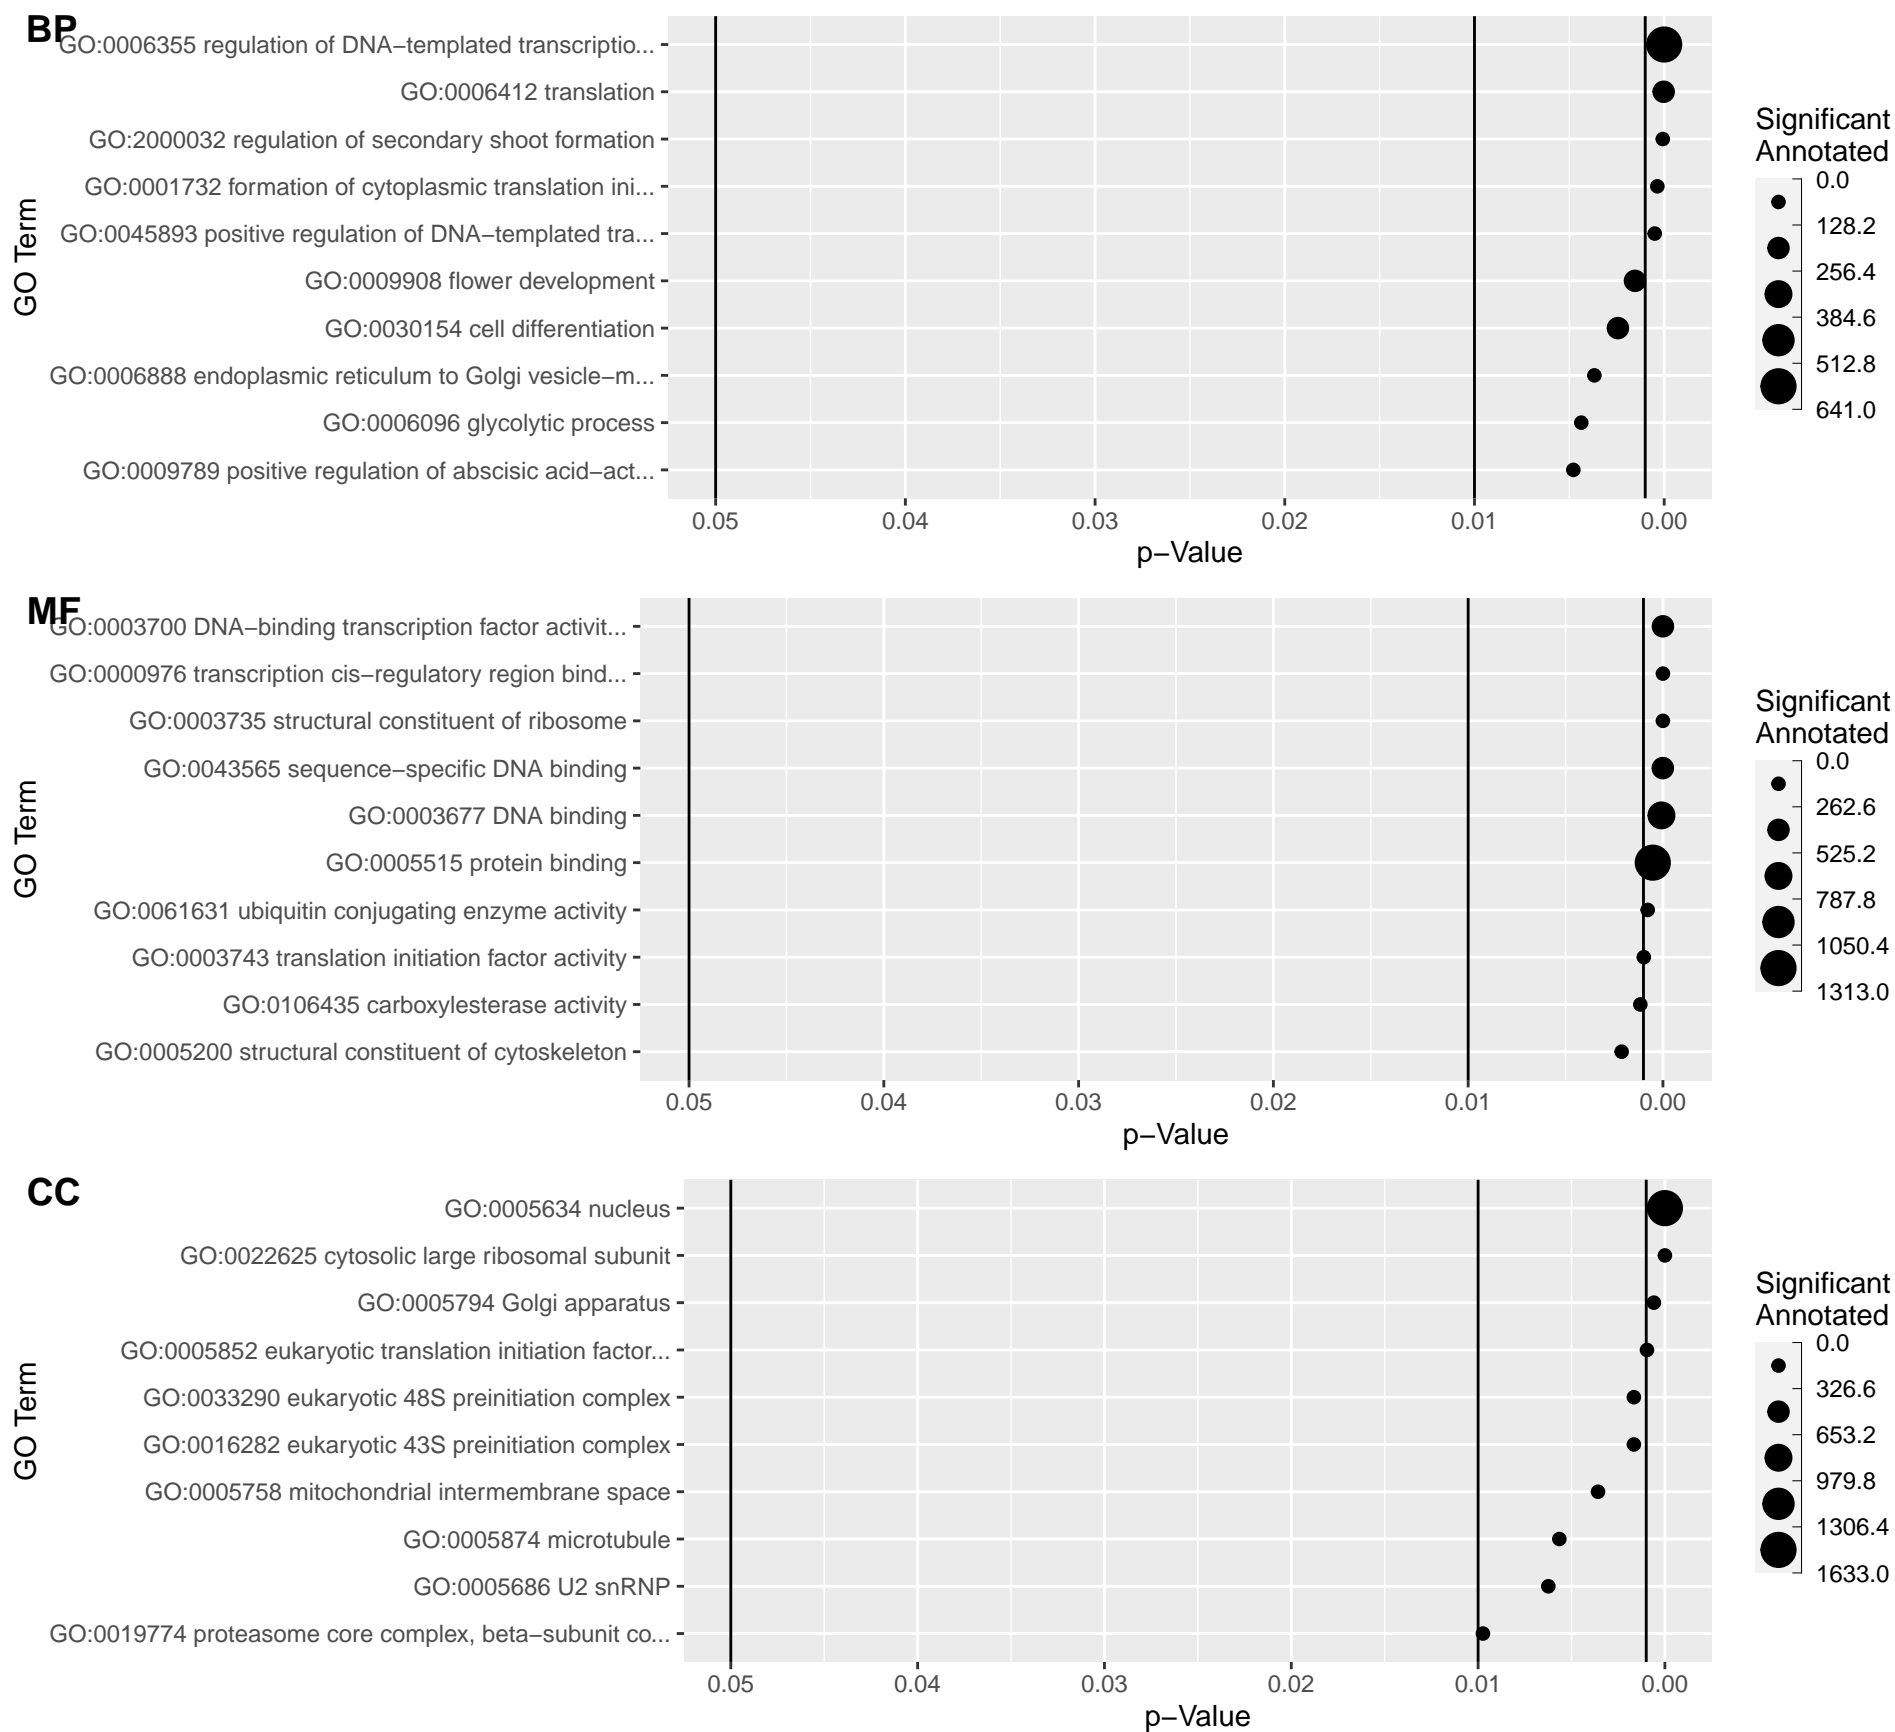 BP
GO:0006355 regulation of DNA−templated transcriptio...
GO:0006412 translation
GO:2000032 regulation of secondary shoot formation
GO:0001732 formation of cytoplasmic translation ini...
GO:0045893 positive regulation of DNA−templated tra...
GO:0009908 flower development
GO:0030154 cell differentiation
GO:0006888 endoplasmic reticulum to Golgi vesicle−m...
GO:0006096 glycolytic process
GO:0009789 positive regulation of abscisic acid−act...
GO Term
0.05 0.04 0.03 0.02 0.01 0.00
p−Value
Significant
Annotated
0.0
128.2
256.4
384.6
512.8
641.0
MF
GO:0003700 DNA−binding transcription factor activit...
GO:0000976 transcription cis−regulatory region bind...
GO:0003735 structural constituent of ribosome
GO:0043565 sequence−specific DNA binding
GO:0003677 DNA binding
GO:0005515 protein binding
GO:0061631 ubiquitin conjugating enzyme activity
GO:0003743 translation initiation factor activity
GO:0106435 carboxylesterase activity
GO:0005200 structural constituent of cytoskeleton
GO Term
0.05 0.04 0.03 0.02 0.01 0.00
p−Value
Significant
Annotated
0.0
262.6
525.2
787.8
1050.4
1313.0
CC
GO:0005634 nucleus
GO:0022625 cytosolic large ribosomal subunit
GO:0005794 Golgi apparatus
GO:0005852 eukaryotic translation initiation factor...
GO:0033290 eukaryotic 48S preinitiation complex
GO:0016282 eukaryotic 43S preinitiation complex
GO:0005758 mitochondrial intermembrane space
GO:0005874 microtubule
GO:0005686 U2 snRNP
GO:0019774 proteasome core complex, beta−subunit co...
GO Term
0.05 0.04 0.03 0.02 0.01 0.00
p−Value
Significant
Annotated
0.0
326.6
653.2
979.8
1306.4
1633.0